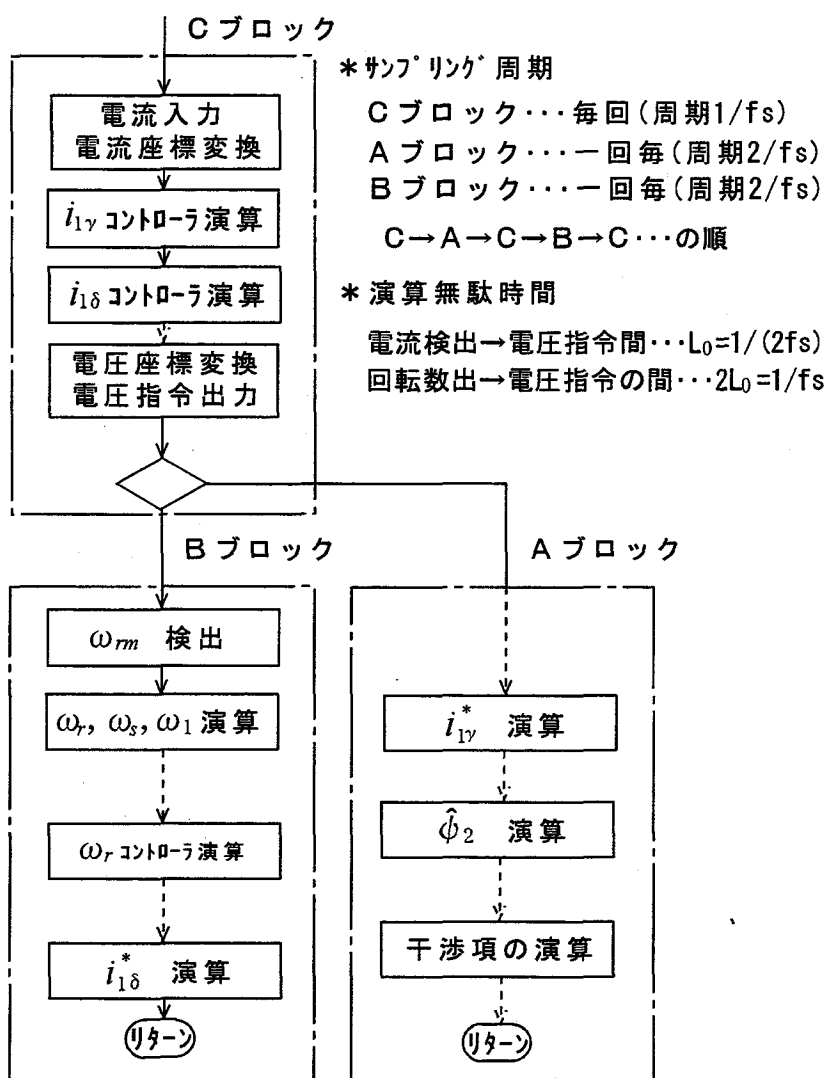 Cブロック
電流入力
電流座標変換
i1γ コントローラ演算
i1δ コントローラ演算
電圧座標変換
電圧指令出力
*サンプリング周期
Cブロック···毎回(周期1/fs)
Aブロック···一回毎(周期2/fs)
Bブロック···一回毎(周期2/fs)
C→A→C→B→C···の順
*演算無駄時間
電流検出→電圧指令間···L₀=1/(2fs)
回転数出→電圧指令の間···2L₀=1/fs
Bブロック
ωrm 検出
ωr, ωs, ω1 演算
ωr コントローラ演算
i*1δ 演算
リターン
Aブロック
i*1γ 演算
ψ̂2 演算
干渉項の演算
リターン